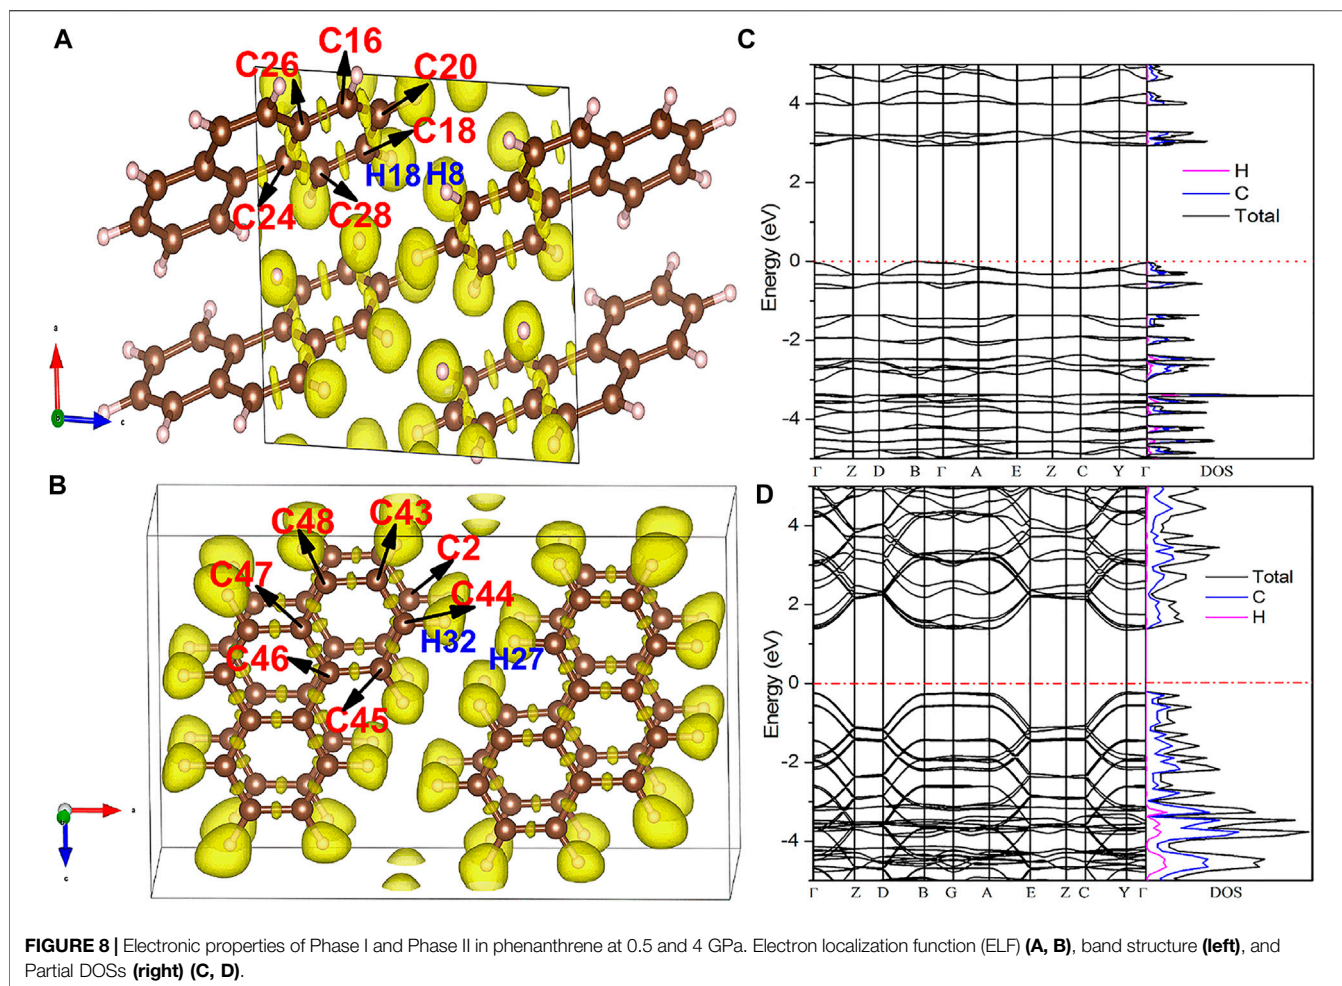 A
C16
C26
C20
C18
H18 H8
C24
C28
a
c
B
C48
C43
C2
C47
C44
H32
H27
C46
C45
a
c
C
4
2
0
-2
-4
Energy (eV)
H
C
Total
Γ Z D B Γ A E Z C Y Γ DOS
D
4
2
0
-2
-4
Energy (eV)
Total
C
H
Γ Z D B G A E Z C Y Γ DOS
FIGURE 8 | Electronic properties of Phase I and Phase II in phenanthrene at 0.5 and 4 GPa. Electron localization function (ELF) (A, B), band structure (left), and
Partial DOSs (right) (C, D).